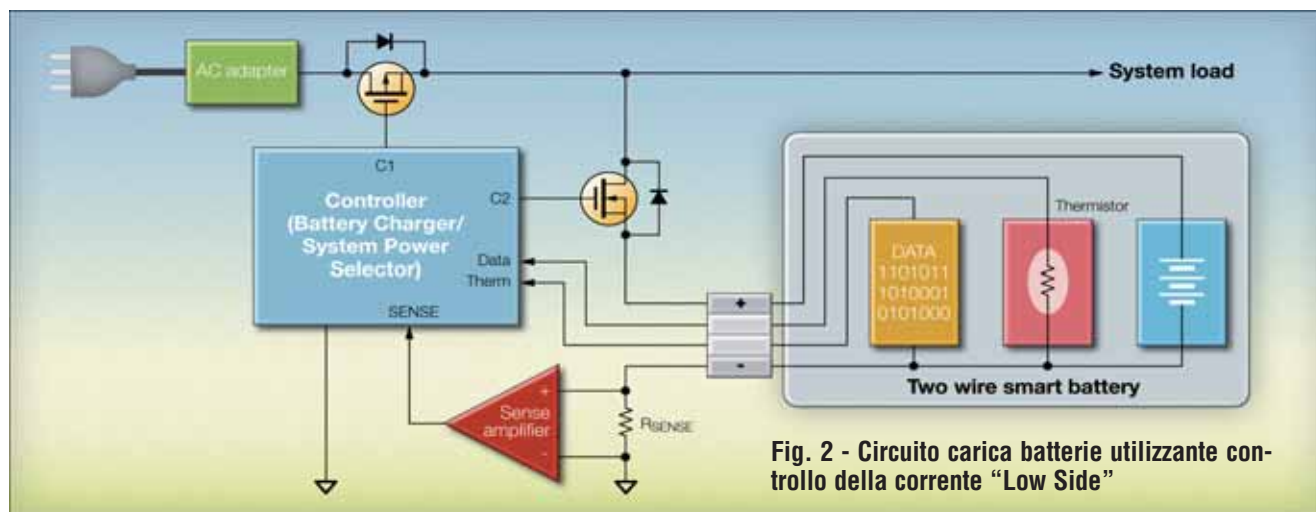 AC adapter
System load
C1
Controller
(Battery Charger/
System Power
Selector)
C2
Data
Therm
SENSE
+
-
Thermistor
DATA
1101011
1010001
0101000
Two wire smart battery
+
Sense
amplifier
-
RSENSE
Fig. 2 - Circuito carica batterie utilizzante con-
trollo della corrente “Low Side”